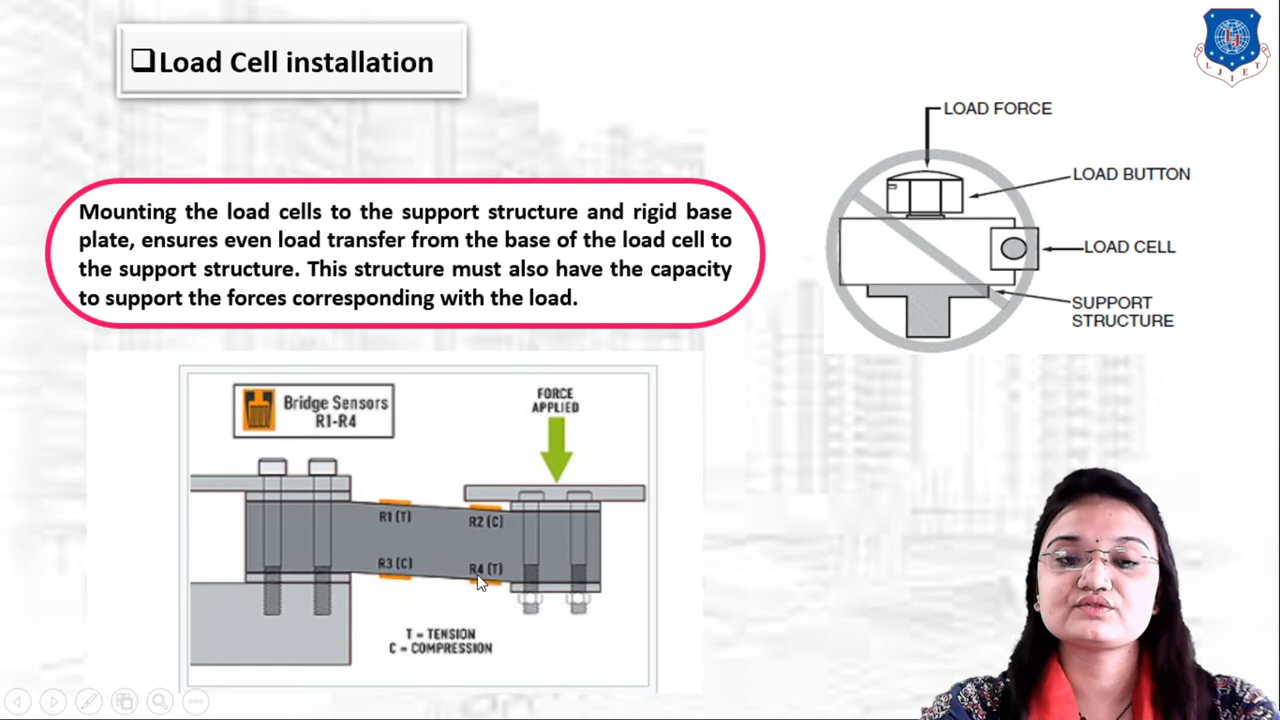 ❑Load Cell installation
Mounting the load cells to the support structure and rigid base
plate, ensures even load transfer from the base of the load cell to
the support structure. This structure must also have the capacity
to support the forces corresponding with the load.
LOAD FORCE
LOAD BUTTON
LOAD CELL
SUPPORT
STRUCTURE
Bridge Sensors
R1-R4
FORCE
APPLIED
R1 (T)
R2 (C)
R3 (C)
R4 (T)
T = TENSION
C = COMPRESSION
LJIET